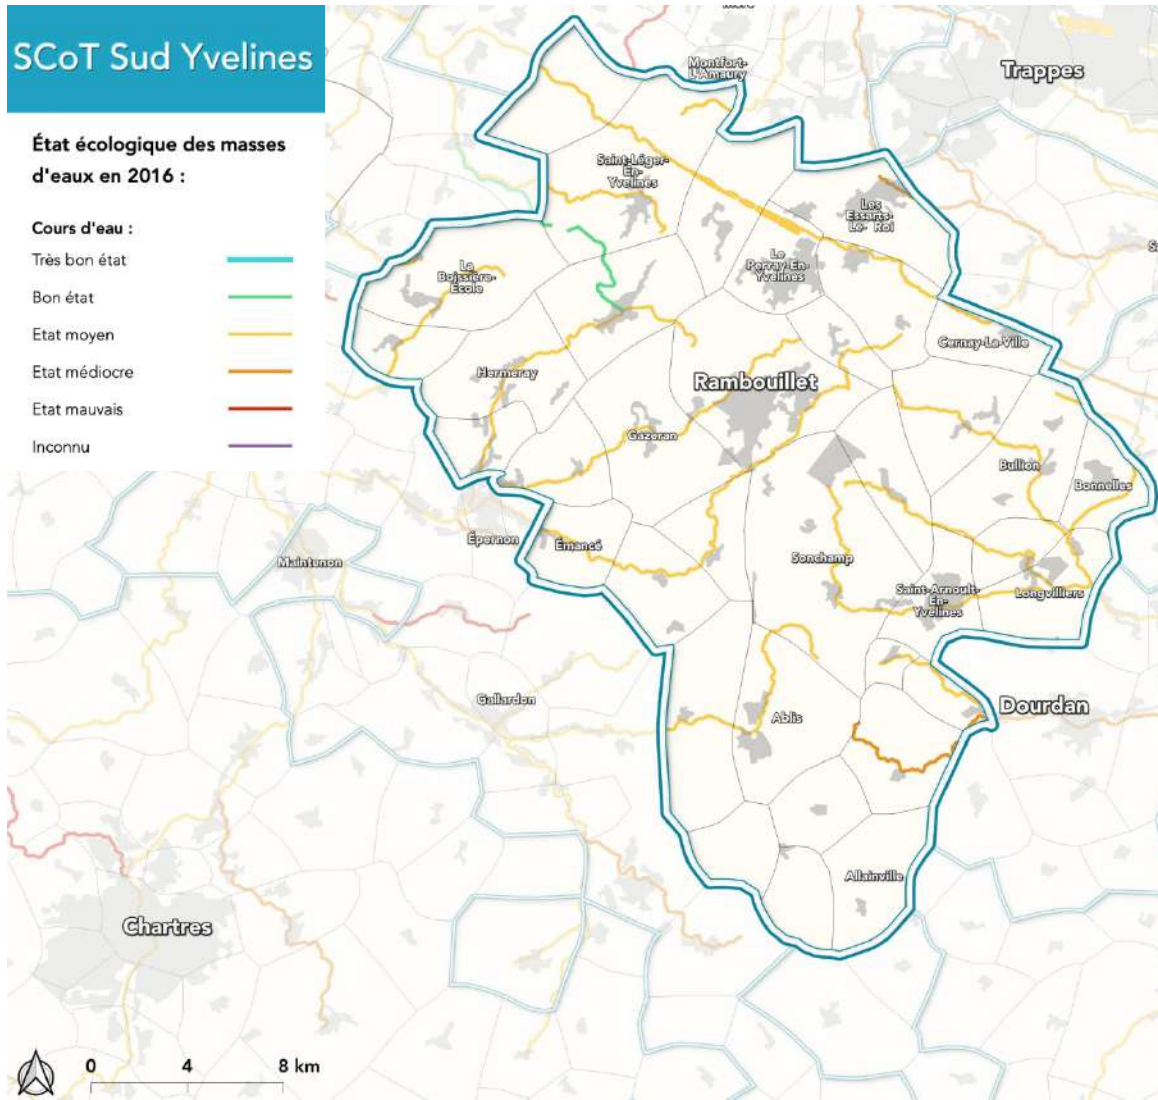 SCoT Sud Yvelines
État écologique des masses
d'eaux en 2016 :
Cours d'eau :
Très bon état
Bon état
Etat moyen
Etat médiocre
Etat mauvais
Inconnu
Montfort-
L'Amaury
Trappes
Saint-Léger-
En-
Yvelines
Les
Essarts-
Le- Roi
La
Boissière-
École
Le
Perray-En-
Yvelines
Cernay-La-Ville
Hermeray
Rambouillet
Gazeran
Bullion
Bonnelles
Épernon
Émancé
Maintenon
Sonchamp
Saint-Arnoult-
En-
Yvelines
Longvilliers
Gallardon
Ablis
Dourdan
Allainville
Chartres
0 4 8 km